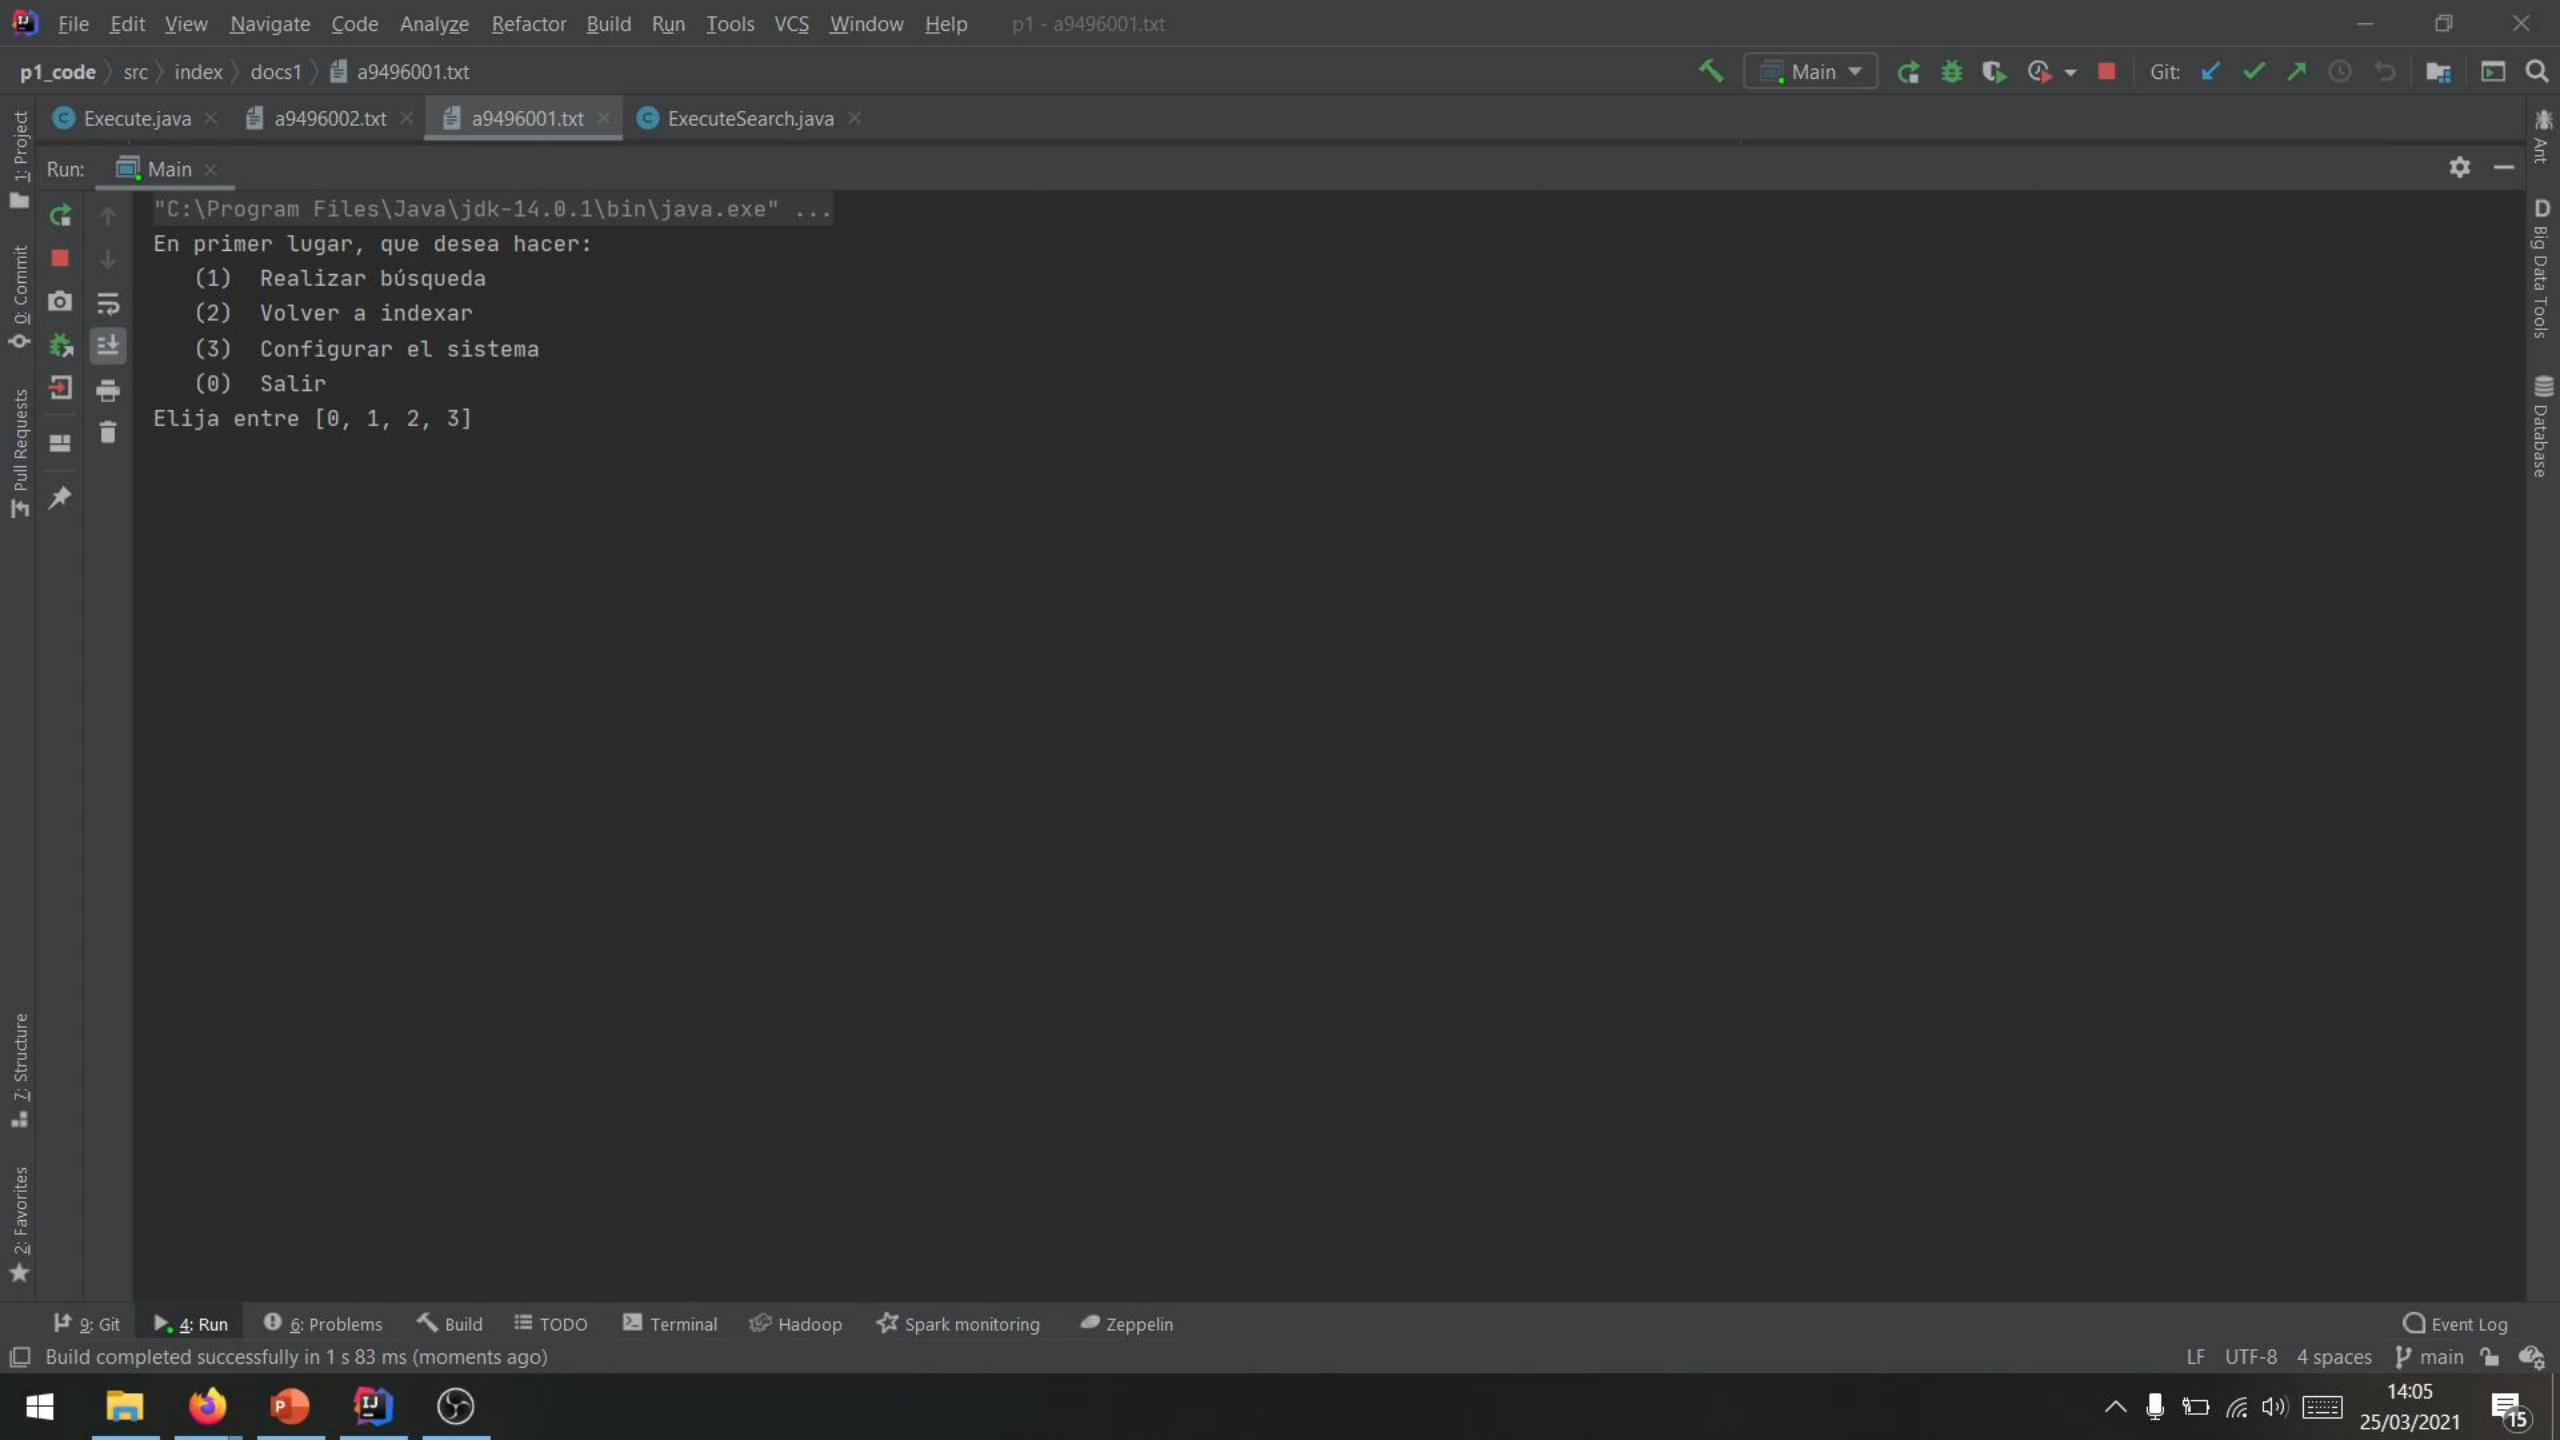 File Edit View Navigate Code Analyze Refactor Build Run Tools VCS Window Help p1 - a9496001.txt
p1_code src index docs1 a9496001.txt Main Git:
Execute.java a9496002.txt a9496001.txt ExecuteSearch.java
Run: Main
"C:\Program Files\Java\jdk-14.0.1\bin\java.exe" ...
En primer lugar, que desea hacer:
(1) Realizar búsqueda
(2) Volver a indexar
(3) Configurar el sistema
(0) Salir
Elija entre [0, 1, 2, 3]
1: Project
0: Commit
Pull Requests
7: Structure
2: Favorites
Ant
D Big Data Tools
Database
9: Git 4: Run 6: Problems Build TODO Terminal Hadoop Spark monitoring Zeppelin Event Log
Build completed successfully in 1 s 83 ms (moments ago) LF UTF-8 4 spaces main
14:05
25/03/2021
15